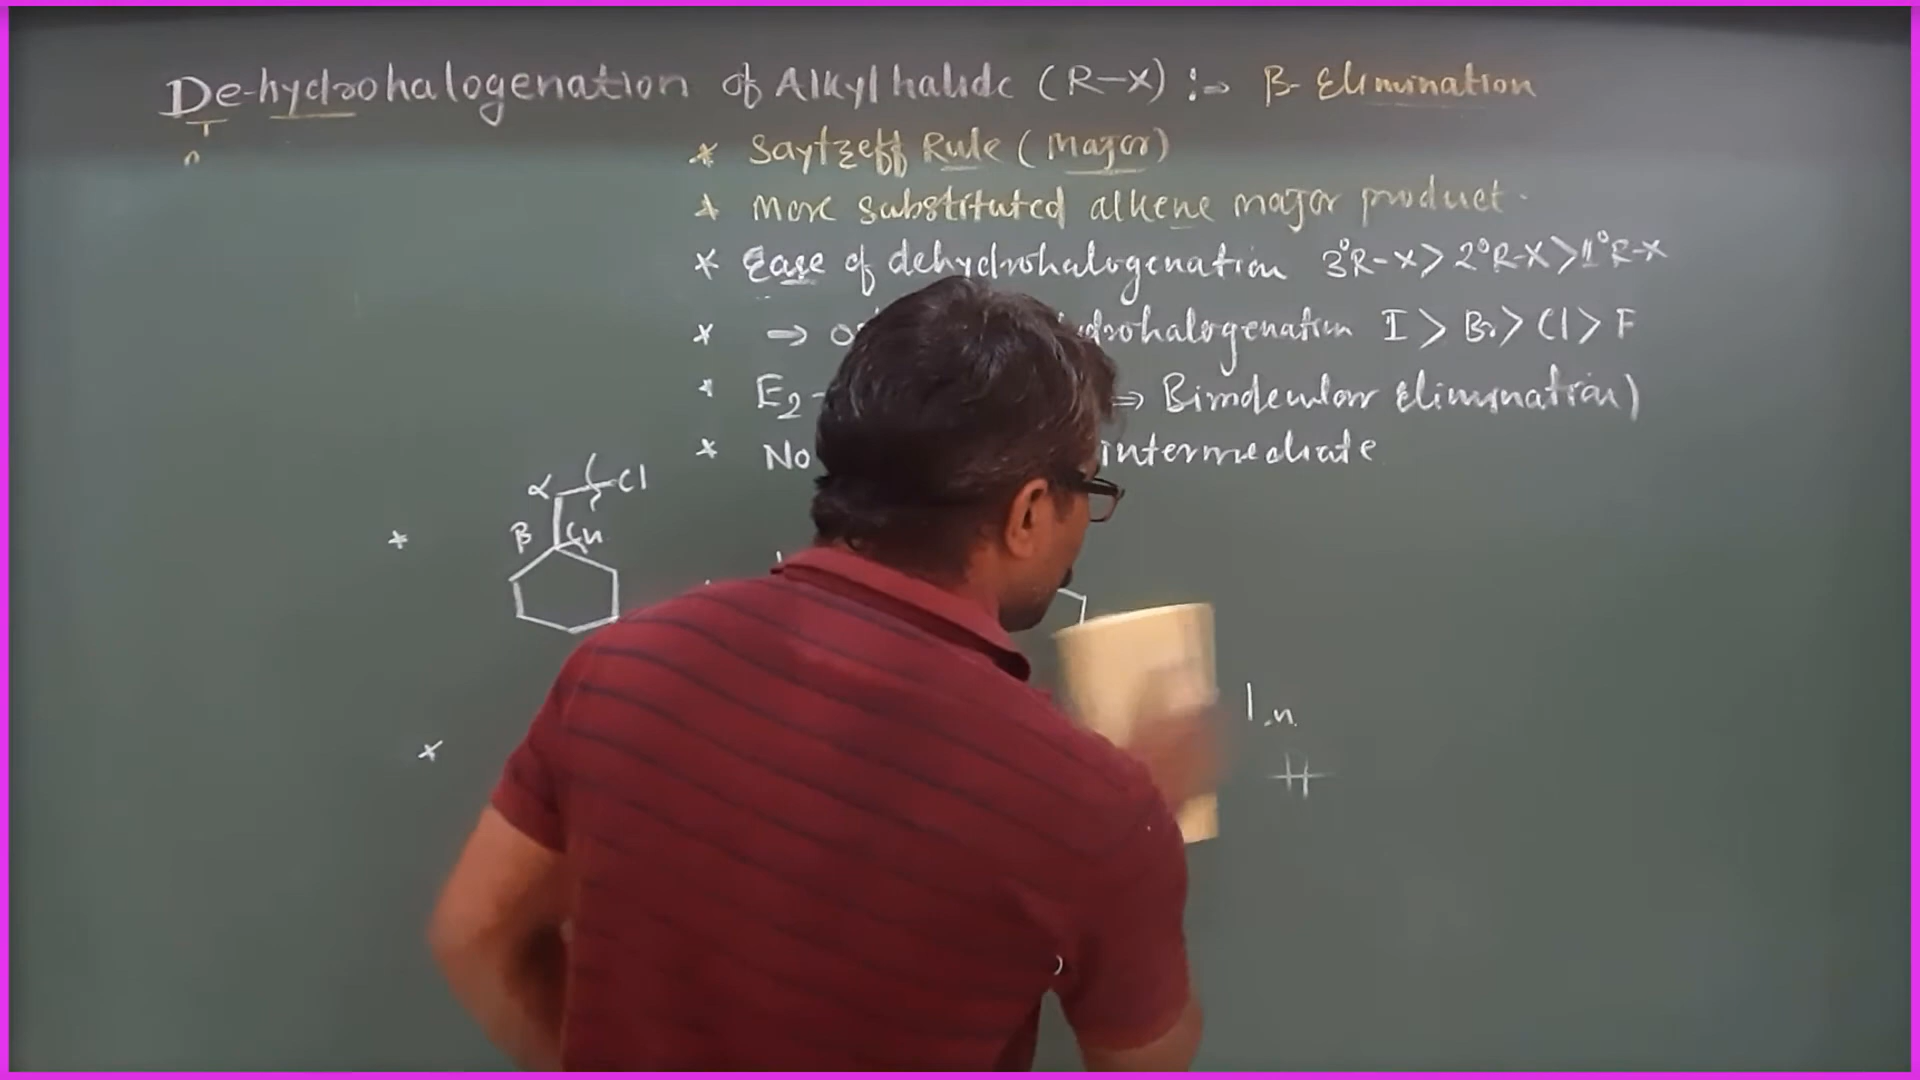 De-hydrohalogenation of Alkyl halide (R-X) :→ β- Elimination
* Saytzeff Rule (Major)
* More substituted alkene major product.
* Ease of dehydrohalogenation 3°R-X > 2°R-X > 1°R-X
* ⇒ drohalogenation I > Br > Cl > F
* E2- ⇒ Bimolecular elimination)
* No intermediate
α Cl
* β H
*